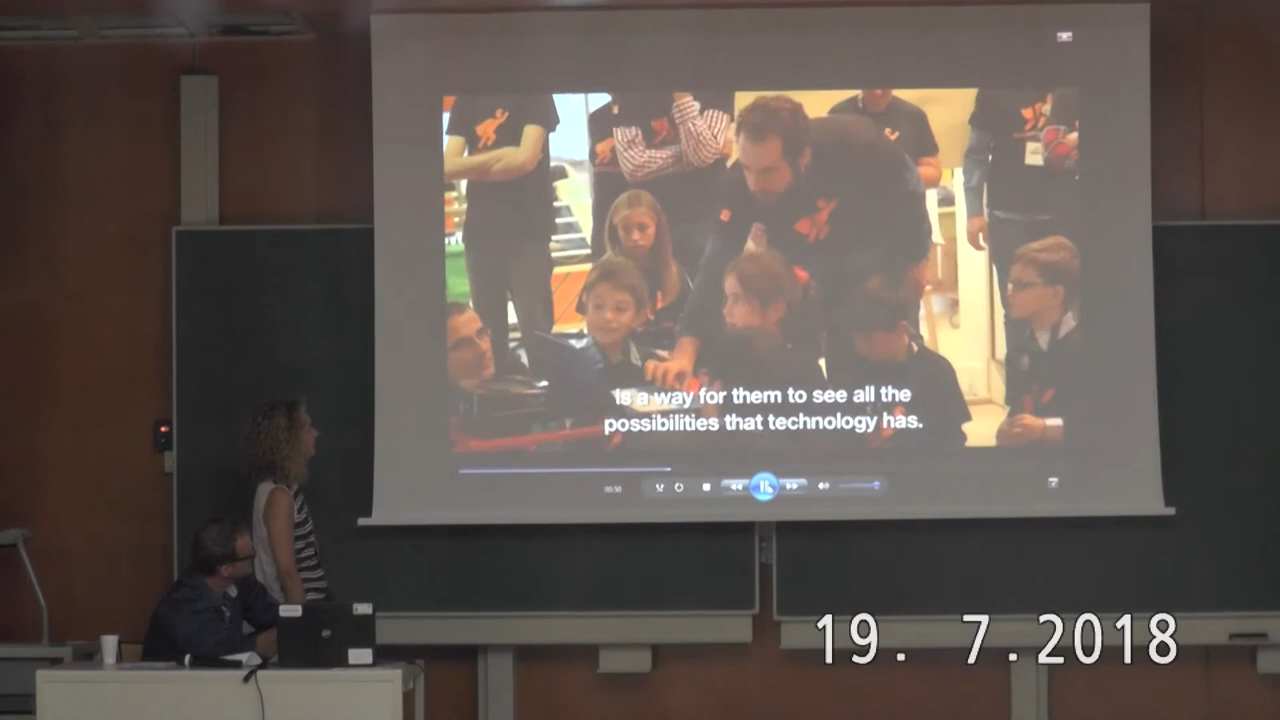 is a way for them to see all the
possibilities that technology has.
00:50
19. 7.2018